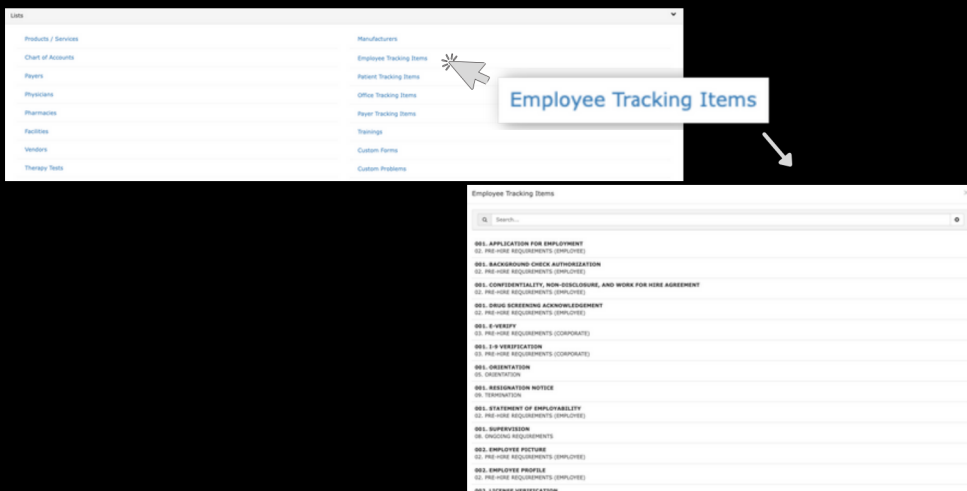 Lists
Products / Services
Manufacturers
Chart of Accounts
Employee Tracking Items
Payers
Patient Tracking Items
Physicians
Office Tracking Items
Pharmacies
Payer Tracking Items
Facilities
Trainings
Vendors
Custom Forms
Therapy Tests
Custom Problems
Employee Tracking Items
Employee Tracking Items
Search...
001. APPLICATION FOR EMPLOYMENT
02. PRE-HIRE REQUIREMENTS (EMPLOYEE)
001. BACKGROUND CHECK AUTHORIZATION
02. PRE-HIRE REQUIREMENTS (EMPLOYEE)
001. CONFIDENTIALITY, NON-DISCLOSURE, AND WORK FOR HIRE AGREEMENT
02. PRE-HIRE REQUIREMENTS (EMPLOYEE)
001. DRUG SCREENING ACKNOWLEDGEMENT
02. PRE-HIRE REQUIREMENTS (EMPLOYEE)
001. E-VERIFY
03. PRE-HIRE REQUIREMENTS (CORPORATE)
001. I-9 VERIFICATION
03. PRE-HIRE REQUIREMENTS (CORPORATE)
001. ORIENTATION
05. ORIENTATION
001. RESIGNATION NOTICE
09. TERMINATION
001. STATEMENT OF EMPLOYABILITY
02. PRE-HIRE REQUIREMENTS (EMPLOYEE)
001. SUPERVISION
08. ONGOING REQUIREMENTS
002. EMPLOYEE PICTURE
02. PRE-HIRE REQUIREMENTS (EMPLOYEE)
002. EMPLOYEE PROFILE
02. PRE-HIRE REQUIREMENTS (EMPLOYEE)
002. LICENSE VERIFICATION